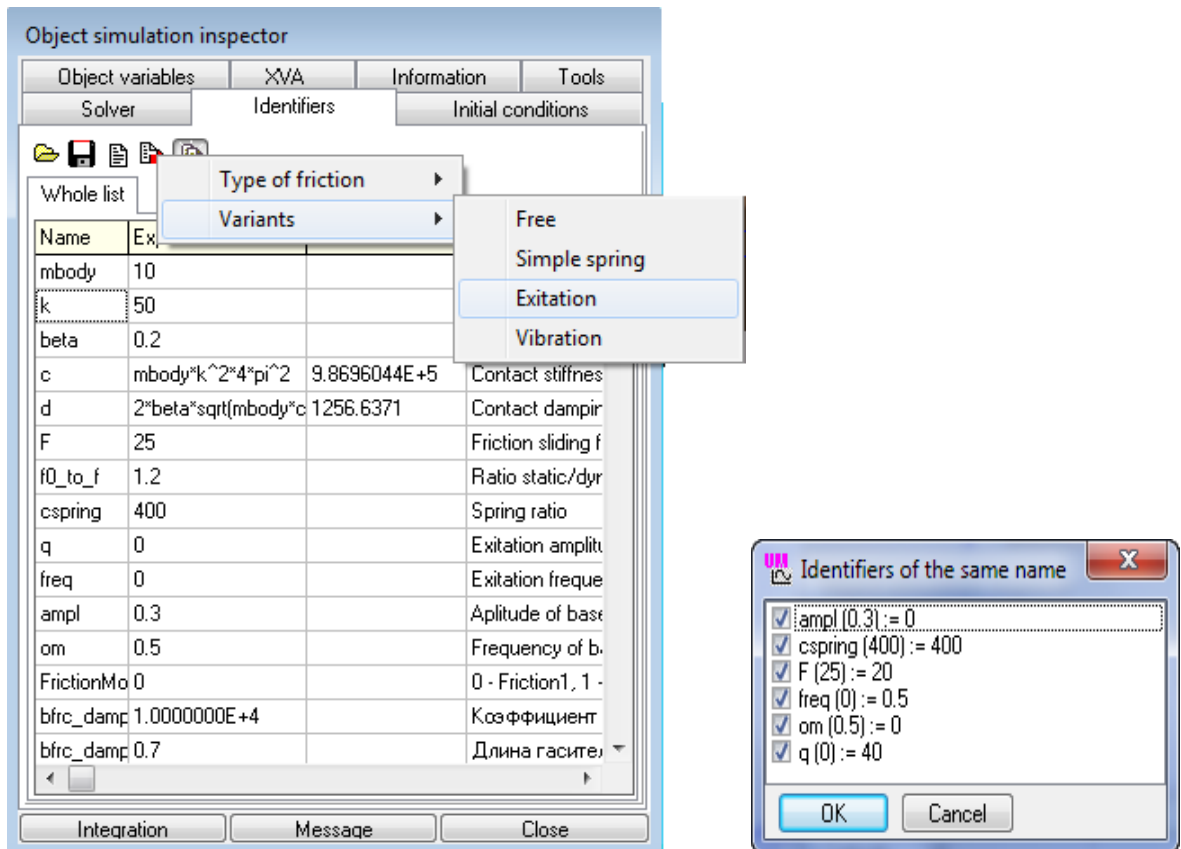 Object simulation inspector
Object variables XVA Information Tools
Solver Identifiers Initial conditions
Type of friction
Whole list
Variants
Free
Name Ex
Simple spring
mbody 10
Exitation
k 50
Vibration
beta 0.2
c mbody*k^2*4*pi^2 9.8696044E+5 Contact stiffnes
d 2*beta*sqrt(mbody*c 1256.6371 Contact dampin
F 25 Friction sliding f
f0_to_f 1.2 Ratio static/dyr
cspring 400 Spring ratio
q 0 Exitation amplitu
freq 0 Exitation freque
ampl 0.3 Aplitude of base
om 0.5 Frequency of b
FrictionMo 0 0 - Friction1, 1 -
bfrc_damp 1.0000000E+4 Коэффициент
bfrc_damp 0.7 Длина гасител
Integration Message Close
UM Identifiers of the same name
ampl (0.3) := 0
cspring (400) := 400
F (25) := 20
freq (0) := 0.5
om (0.5) := 0
q (0) := 40
OK Cancel